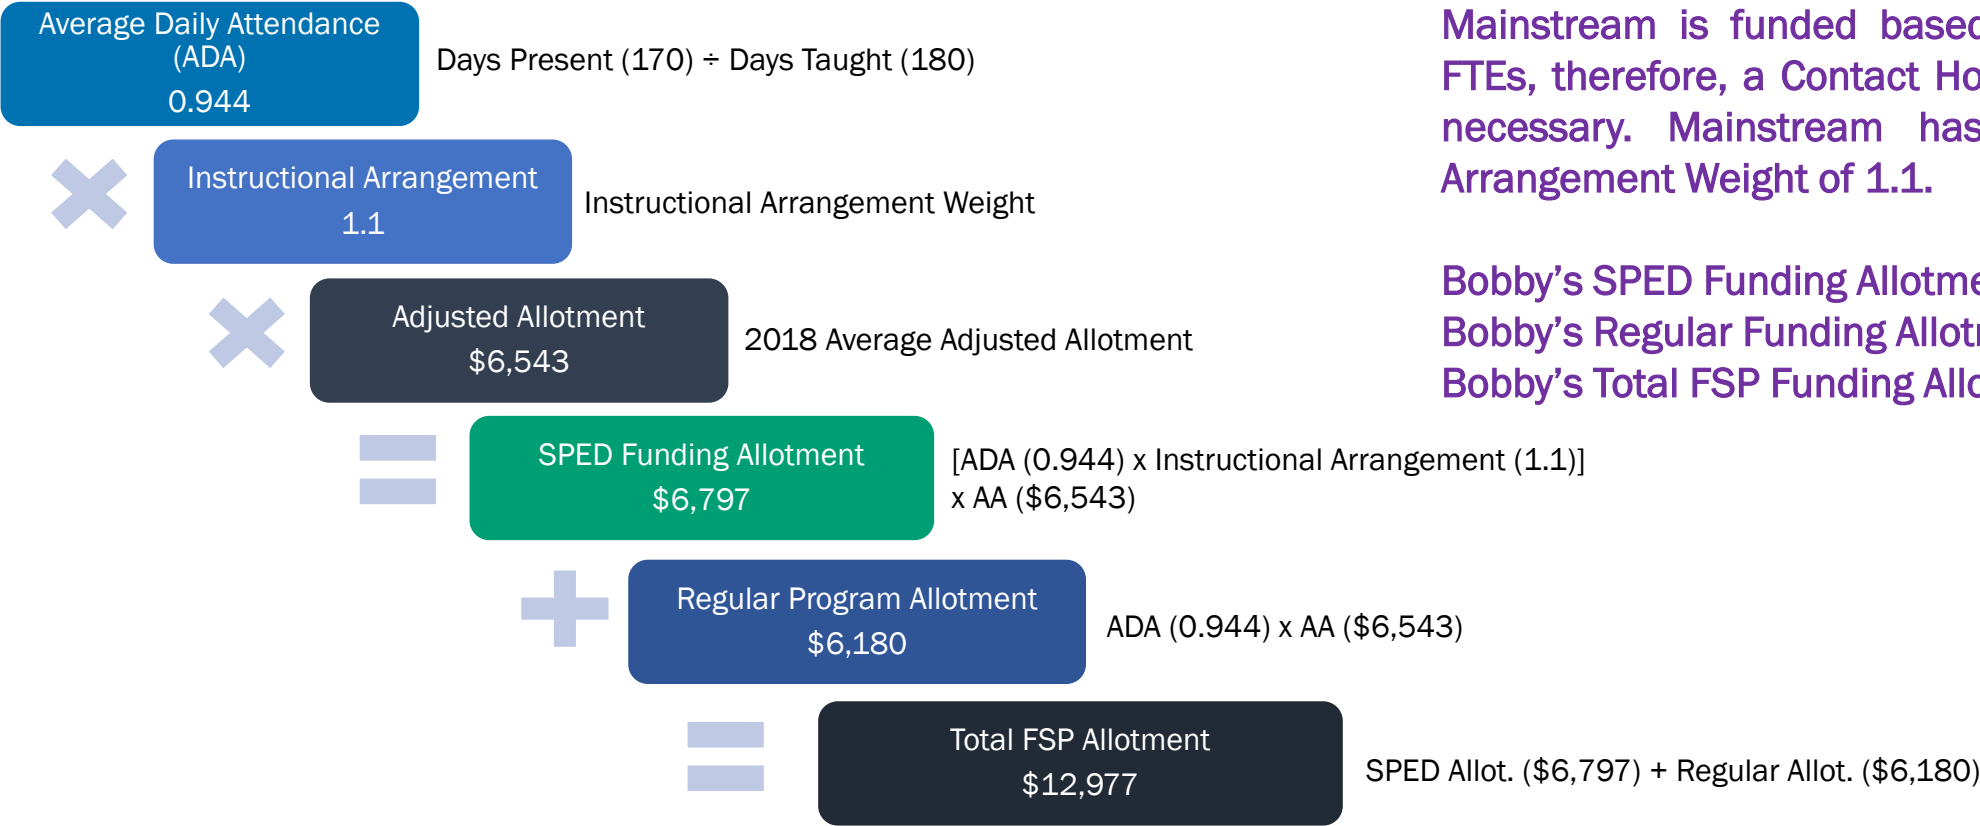 Average Daily Attendance
(ADA)
0.944
Days Present (170) ÷ Days Taught (180)
Instructional Arrangement
1.1
Instructional Arrangement Weight
Adjusted Allotment
$6,543
2018 Average Adjusted Allotment
SPED Funding Allotment
$6,797
[ADA (0.944) x Instructional Arrangement (1.1)]
x AA ($6,543)
Regular Program Allotment
$6,180
ADA (0.944) x AA ($6,543)
Total FSP Allotment
$12,977
SPED Allot. ($6,797) + Regular Allot. ($6,180)
Mainstream is funded based
FTEs, therefore, a Contact
necessary. Mainstream has
Arrangement Weight of 1.1.
Bobby's SPED Funding
Bobby's Regular Funding
Bobby's Total FSP Funding